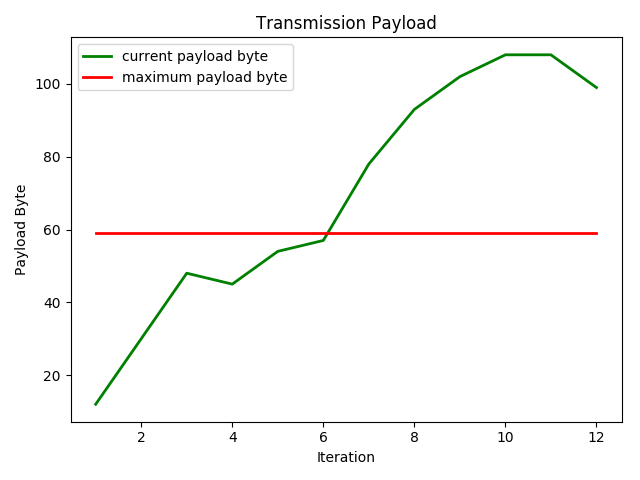 Transmission Payload
current payload byte
maximum payload byte
Payload Byte
100
80
60
40
20
2 4 6 8 10 12
Iteration